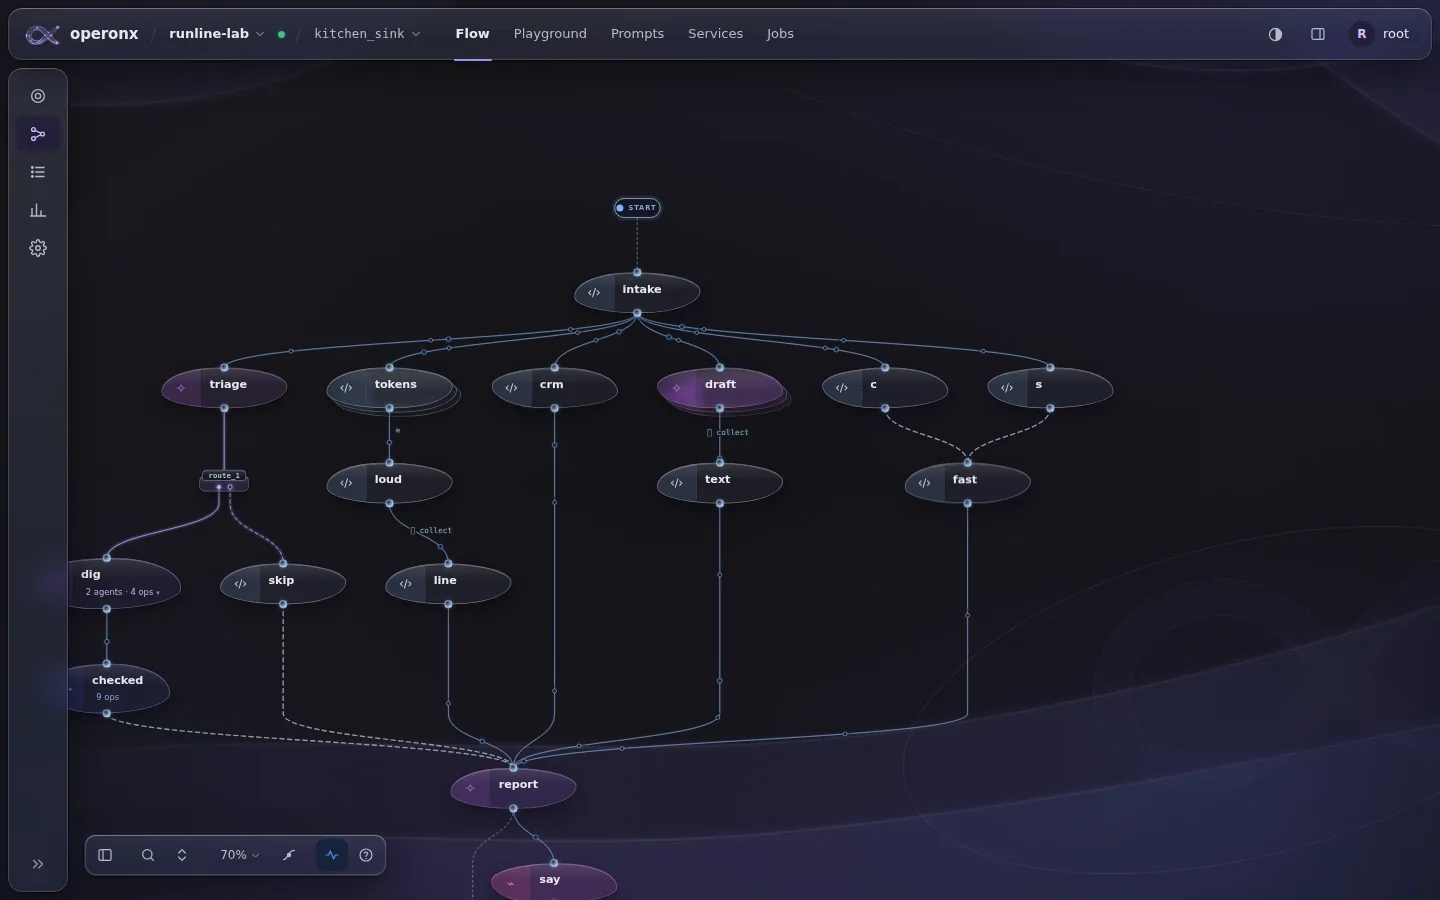 operonx / runline-lab / kitchen_sink Flow Playground Prompts Services Jobs R root
START
intake
triage tokens crm draft c s
collect
route_1 loud text fast
collect
dig skip line
2 agents · 4 ops
checked
9 ops
report
70%
say